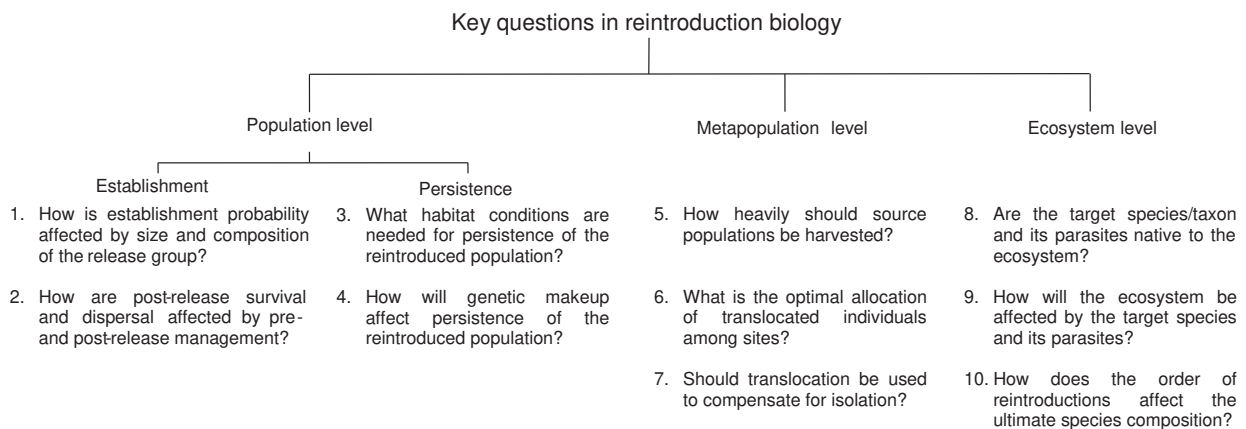 Key questions in reintroduction biology
Population level
Metapopulation level
Ecosystem level
Establishment
Persistence
1. How is establishment probability
affected by size and composition
of the release group?
2. How are post-release survival
and dispersal affected by pre-
and post-release management?
3. What habitat conditions are
needed for persistence of the
reintroduced population?
4. How will genetic makeup
affect persistence of the
reintroduced population?
5. How heavily should source
populations be harvested?
6. What is the optimal allocation
of translocated individuals
among sites?
7. Should translocation be used
to compensate for isolation?
8. Are the target species/taxon
and its parasites native to the
ecosystem?
9. How will the ecosystem be
affected by the target species
and its parasites?
10. How does the order of
reintroductions affect the
ultimate species composition?